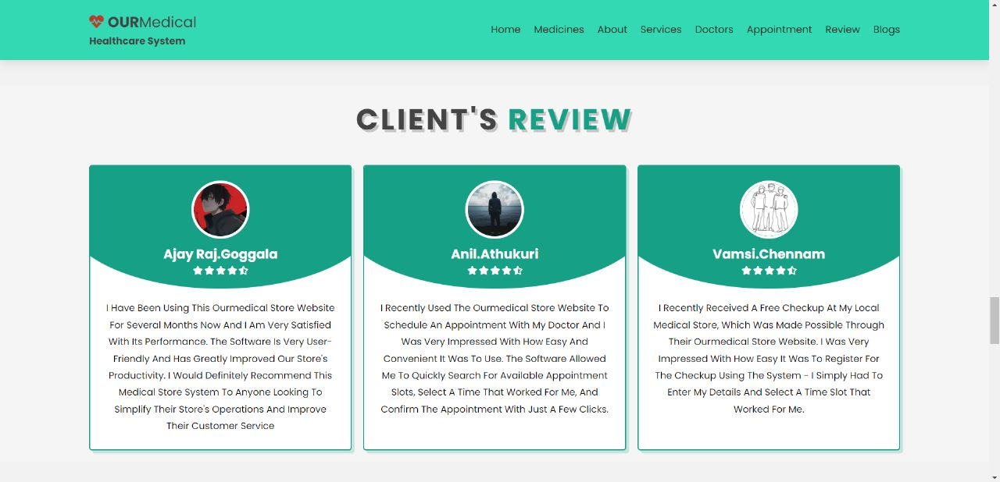 OURMedical
Healthcare System
Home Medicines About Services Doctors Appointment Review Blogs
CLIENT'S REVIEW
Ajay Raj.Goggala
I Have Been Using This Ourmedical Store Website
For Several Months Now And I Am Very Satisfied
With Its Performance. The Software Is Very User-
Friendly And Has Greatly Improved Our Store's
Productivity. I Would Definitely Recommend This
Medical Store System To Anyone Looking To
Simplify Their Store's Operations And Improve
Their Customer Service
Anil.Athukuri
I Recently Used The Ourmedical Store Website To
Schedule An Appointment With My Doctor And I
Was Very Impressed With How Easy And
Convenient It Was To Use. The Software Allowed
Me To Quickly Search For Available Appointment
Slots, Select A Time That Worked For Me, And
Confirm The Appointment With Just A Few Clicks.
Vamsi.Chennam
I Recently Received A Free Checkup At My Local
Medical Store, Which Was Made Possible Through
Their Ourmedical Store Website. I Was Very
Impressed With How Easy It Was To Register For
The Checkup Using The System - I Simply Had To
Enter My Details And Select A Time Slot That
Worked For Me.